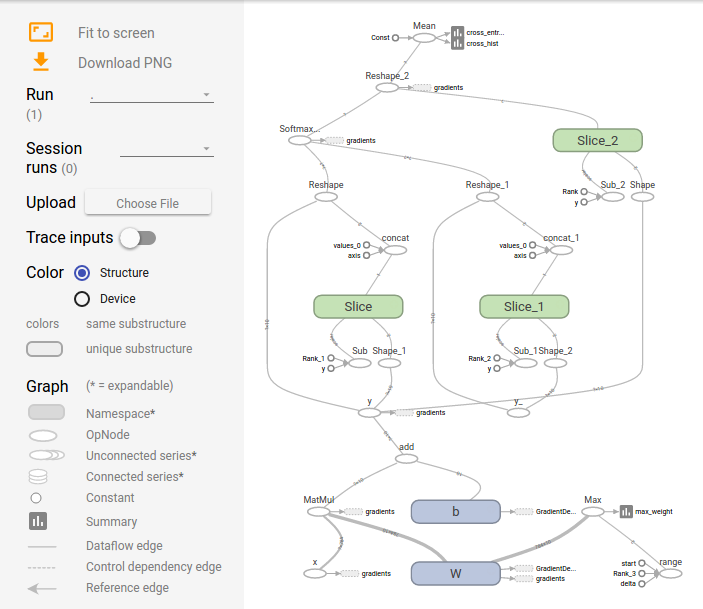 Fit to screen
Download PNG
Run
(1)
.
Session
runs (0)
Upload
Choose File
Trace inputs
Color
Structure
Device
colors
same substructure
unique substructure
Graph
(* = expandable)
Namespace*
OpNode
Unconnected series*
Connected series*
Constant
Summary
Dataflow edge
Control dependency edge
Reference edge
Mean
Const
cross_entr...
cross_hist
Reshape_2
gradients
Softmax...
gradients
Slice_2
Reshape
Reshape_1
Rank
y
Sub_2
Shape
values_0
axis
concat
values_0
axis
concat_1
Slice
Slice_1
Rank_1
y
Sub
Shape_1
Rank_2
y
Sub_1
Shape_2
y
gradients
y_
add
MatMul
gradients
b
GradientDe...
Max
max_weight
x
gradients
W
GradientDe...
gradients
start
Rank_3
delta
range